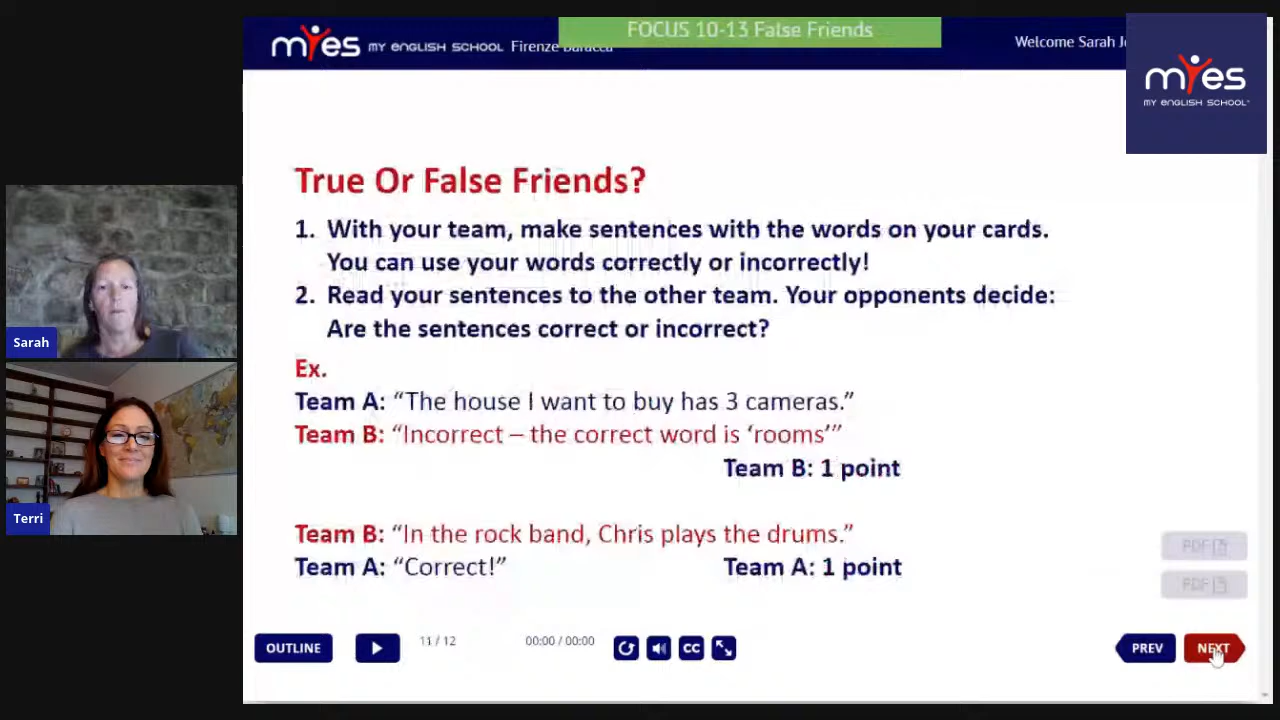 FOCUS 10-13 False Friends
myes MY ENGLISH SCHOOL Firenze
Welcome Sarah
myes
MY ENGLISH SCHOOL
True Or False Friends?
1. With your team, make sentences with the words on your cards.
You can use your words correctly or incorrectly!
2. Read your sentences to the other team. Your opponents decide:
Are the sentences correct or incorrect?
Ex.
Team A: “The house I want to buy has 3 cameras.”
Team B: “Incorrect – the correct word is ‘rooms’”
Team B: 1 point
Team B: “In the rock band, Chris plays the drums.”
Team A: “Correct!” Team A: 1 point
Sarah
Terri
PDF
PDF
OUTLINE 11 / 12 00:00 / 00:00 CC PREV NEXT